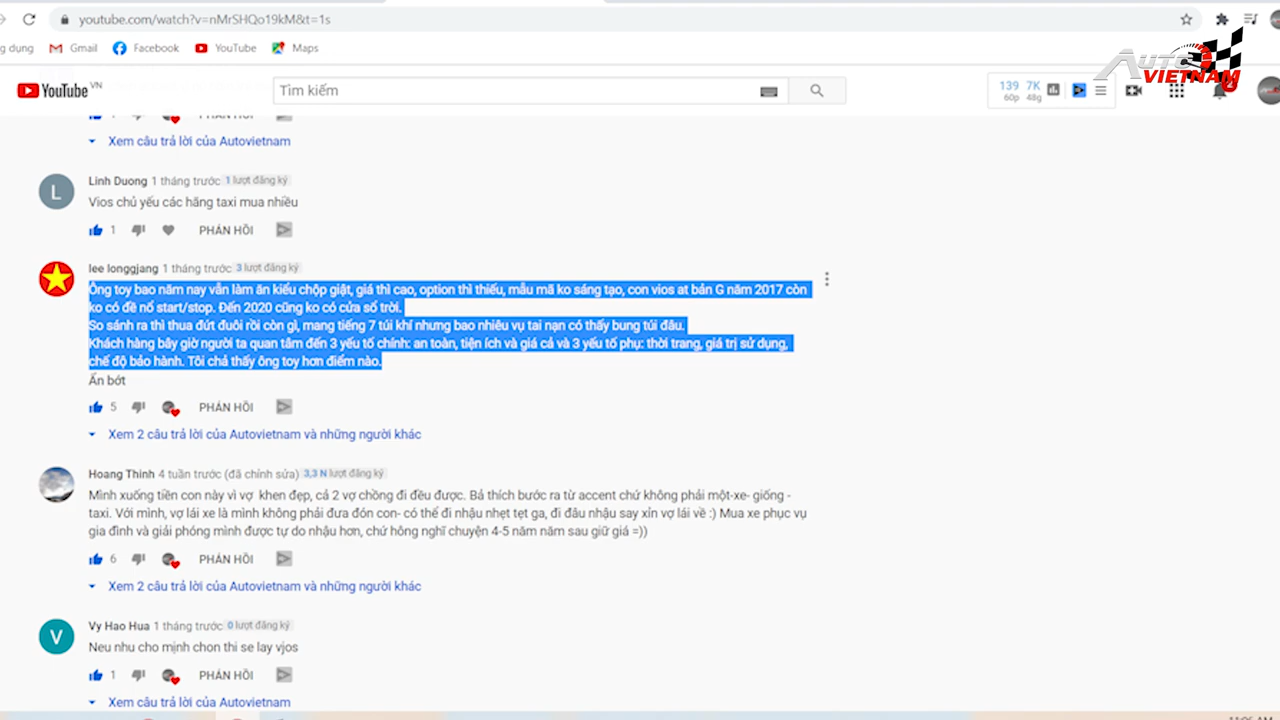 youtube.com/watch?v=nMrSHQo19kM&t=1s
g dung Gmail Facebook YouTube Maps
AUTO
VIETNAM
YouTube VN
Tìm kiếm
139 7K
60p 48g
2
PHẢN HỒI
Xem câu trả lời của Autovietnam
L
Linh Duong 1 tháng trước 1 lượt đăng ký
Vios chủ yếu các hãng taxi mua nhiều
1 PHẢN HỒI
lee longgjang 1 tháng trước 3 lượt đăng ký
Ông toy bao năm nay vẫn làm ăn kiểu chộp giật, giá thì cao, option thì thiếu, mẫu mã ko sáng tạo, con vios at bản G năm 2017 còn
ko có đề nổ start/stop. Đến 2020 cũng ko có cửa sổ trời.
So sánh ra thì thua đứt đuôi rồi còn gì, mang tiếng 7 túi khí nhưng bao nhiêu vụ tai nạn có thấy bung túi đâu.
Khách hàng bây giờ người ta quan tâm đến 3 yếu tố chính: an toàn, tiện ích và giá cả và 3 yếu tố phụ: thời trang, giá trị sử dụng,
chế độ bảo hành. Tôi chả thấy ông toy hơn điểm nào.
Ẩn bớt
5 PHẢN HỒI
Xem 2 câu trả lời của Autovietnam và những người khác
Hoang Thinh 4 tuần trước (đã chỉnh sửa) 3,3 N lượt đăng ký
Mình xuống tiền con này vì vợ khen đẹp, cả 2 vợ chồng đi đều được. Bả thích bước ra từ accent chứ không phải một-xe- giống -
taxi. Với mình, vợ lái xe là mình không phải đưa đón con- có thể đi nhậu nhẹt tẹt ga, đi đâu nhậu say xỉn vợ lái về :) Mua xe phục vụ
gia đình và giải phóng mình được tự do nhậu hơn, chứ hông nghĩ chuyện 4-5 năm năm sau giữ giá =))
6 PHẢN HỒI
Xem 2 câu trả lời của Autovietnam và những người khác
V
Vy Hao Hua 1 tháng trước 0 lượt đăng ký
Neu nhu cho mịnh chon thi se lay vjos
1 PHẢN HỒI
Xem câu trả lời của Autovietnam